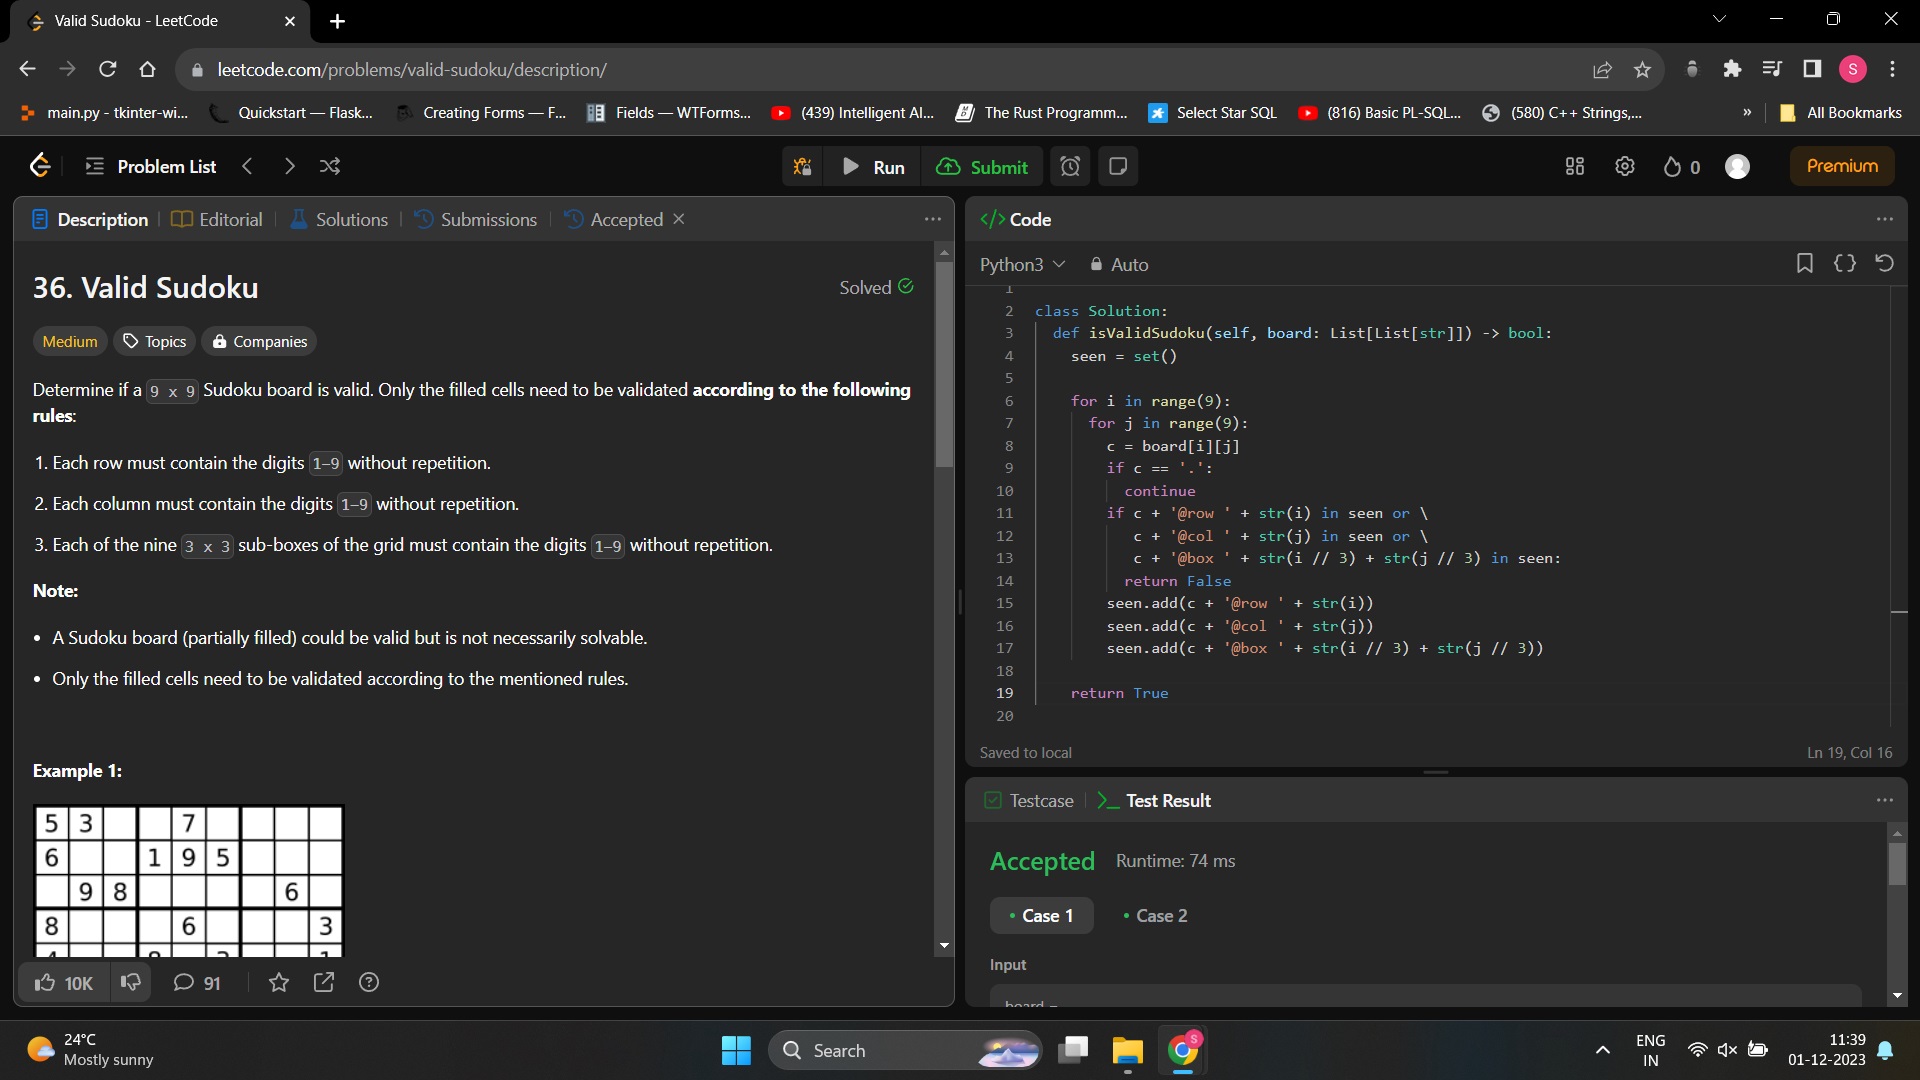 Valid Sudoku - LeetCode
leetcode.com/problems/valid-sudoku/description/
S
main.py - tkinter-wi...
Quickstart — Flask...
Creating Forms — F...
Fields — WTForms...
(439) Intelligent AI...
The Rust Programm...
Select Star SQL
(816) Basic PL-SQL...
(580) C++ Strings,...
»
All Bookmarks
Problem List
Run
Submit
0
Premium
Description
Editorial
Solutions
Submissions
Accepted
36. Valid Sudoku
Solved
Medium
Topics
Companies
Determine if a 9 x 9 Sudoku board is valid. Only the filled cells need to be validated according to the following
rules:
1. Each row must contain the digits 1-9 without repetition.
2. Each column must contain the digits 1-9 without repetition.
3. Each of the nine 3 x 3 sub-boxes of the grid must contain the digits 1-9 without repetition.
Note:
• A Sudoku board (partially filled) could be valid but is not necessarily solvable.
• Only the filled cells need to be validated according to the mentioned rules.
Example 1:
5 3 7
6 1 9 5
9 8 6
8 6 3
10K
91
</> Code
Python3
Auto
1
2 class Solution:
3 def isValidSudoku(self, board: List[List[str]]) -> bool:
4 seen = set()
5
6 for i in range(9):
7 for j in range(9):
8 c = board[i][j]
9 if c == '.':
10 continue
11 if c + '@row ' + str(i) in seen or \
12 c + '@col ' + str(j) in seen or \
13 c + '@box ' + str(i // 3) + str(j // 3) in seen:
14 return False
15 seen.add(c + '@row ' + str(i))
16 seen.add(c + '@col ' + str(j))
17 seen.add(c + '@box ' + str(i // 3) + str(j // 3))
18
19 return True
20
Saved to local
Ln 19, Col 16
Testcase
Test Result
Accepted Runtime: 74 ms
• Case 1
• Case 2
Input
board =
24°C
Mostly sunny
Search
S
ENG
IN
11:39
01-12-2023